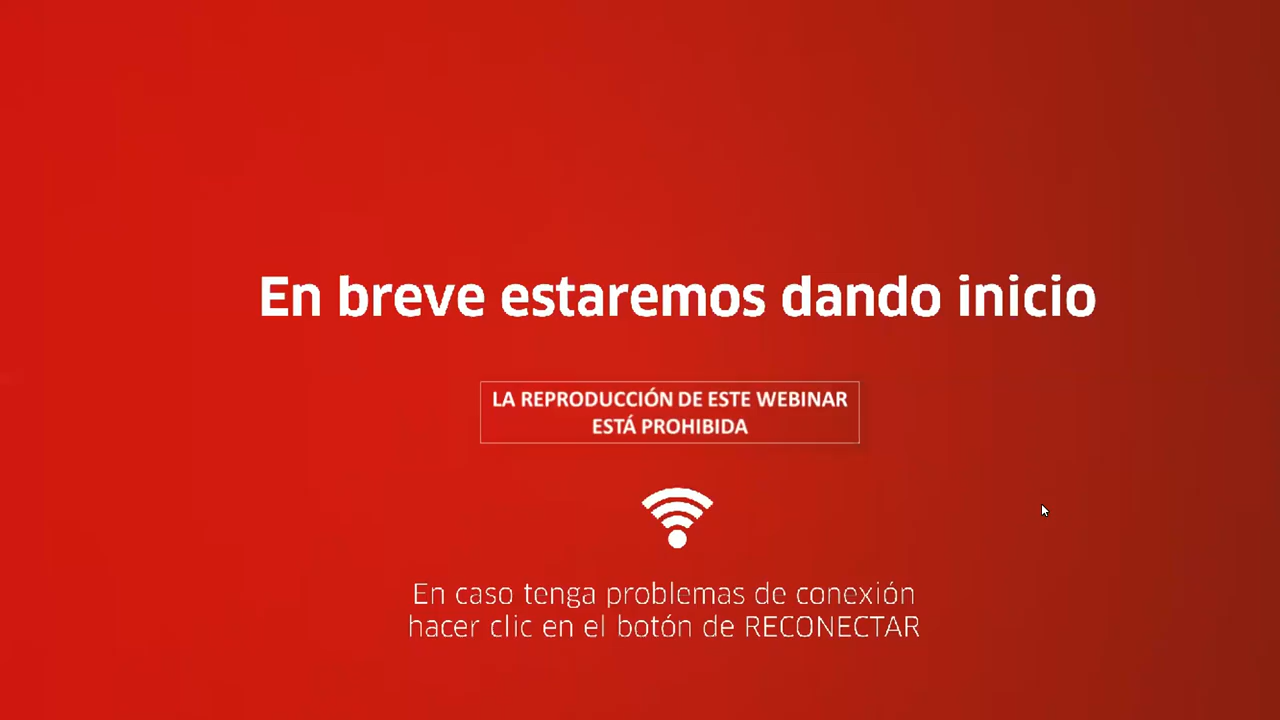 En breve estaremos dando inicio
LA REPRODUCCIÓN DE ESTE WEBINAR
ESTÁ PROHIBIDA
En caso tenga problemas de conexión
hacer clic en el botón de RECONECTAR